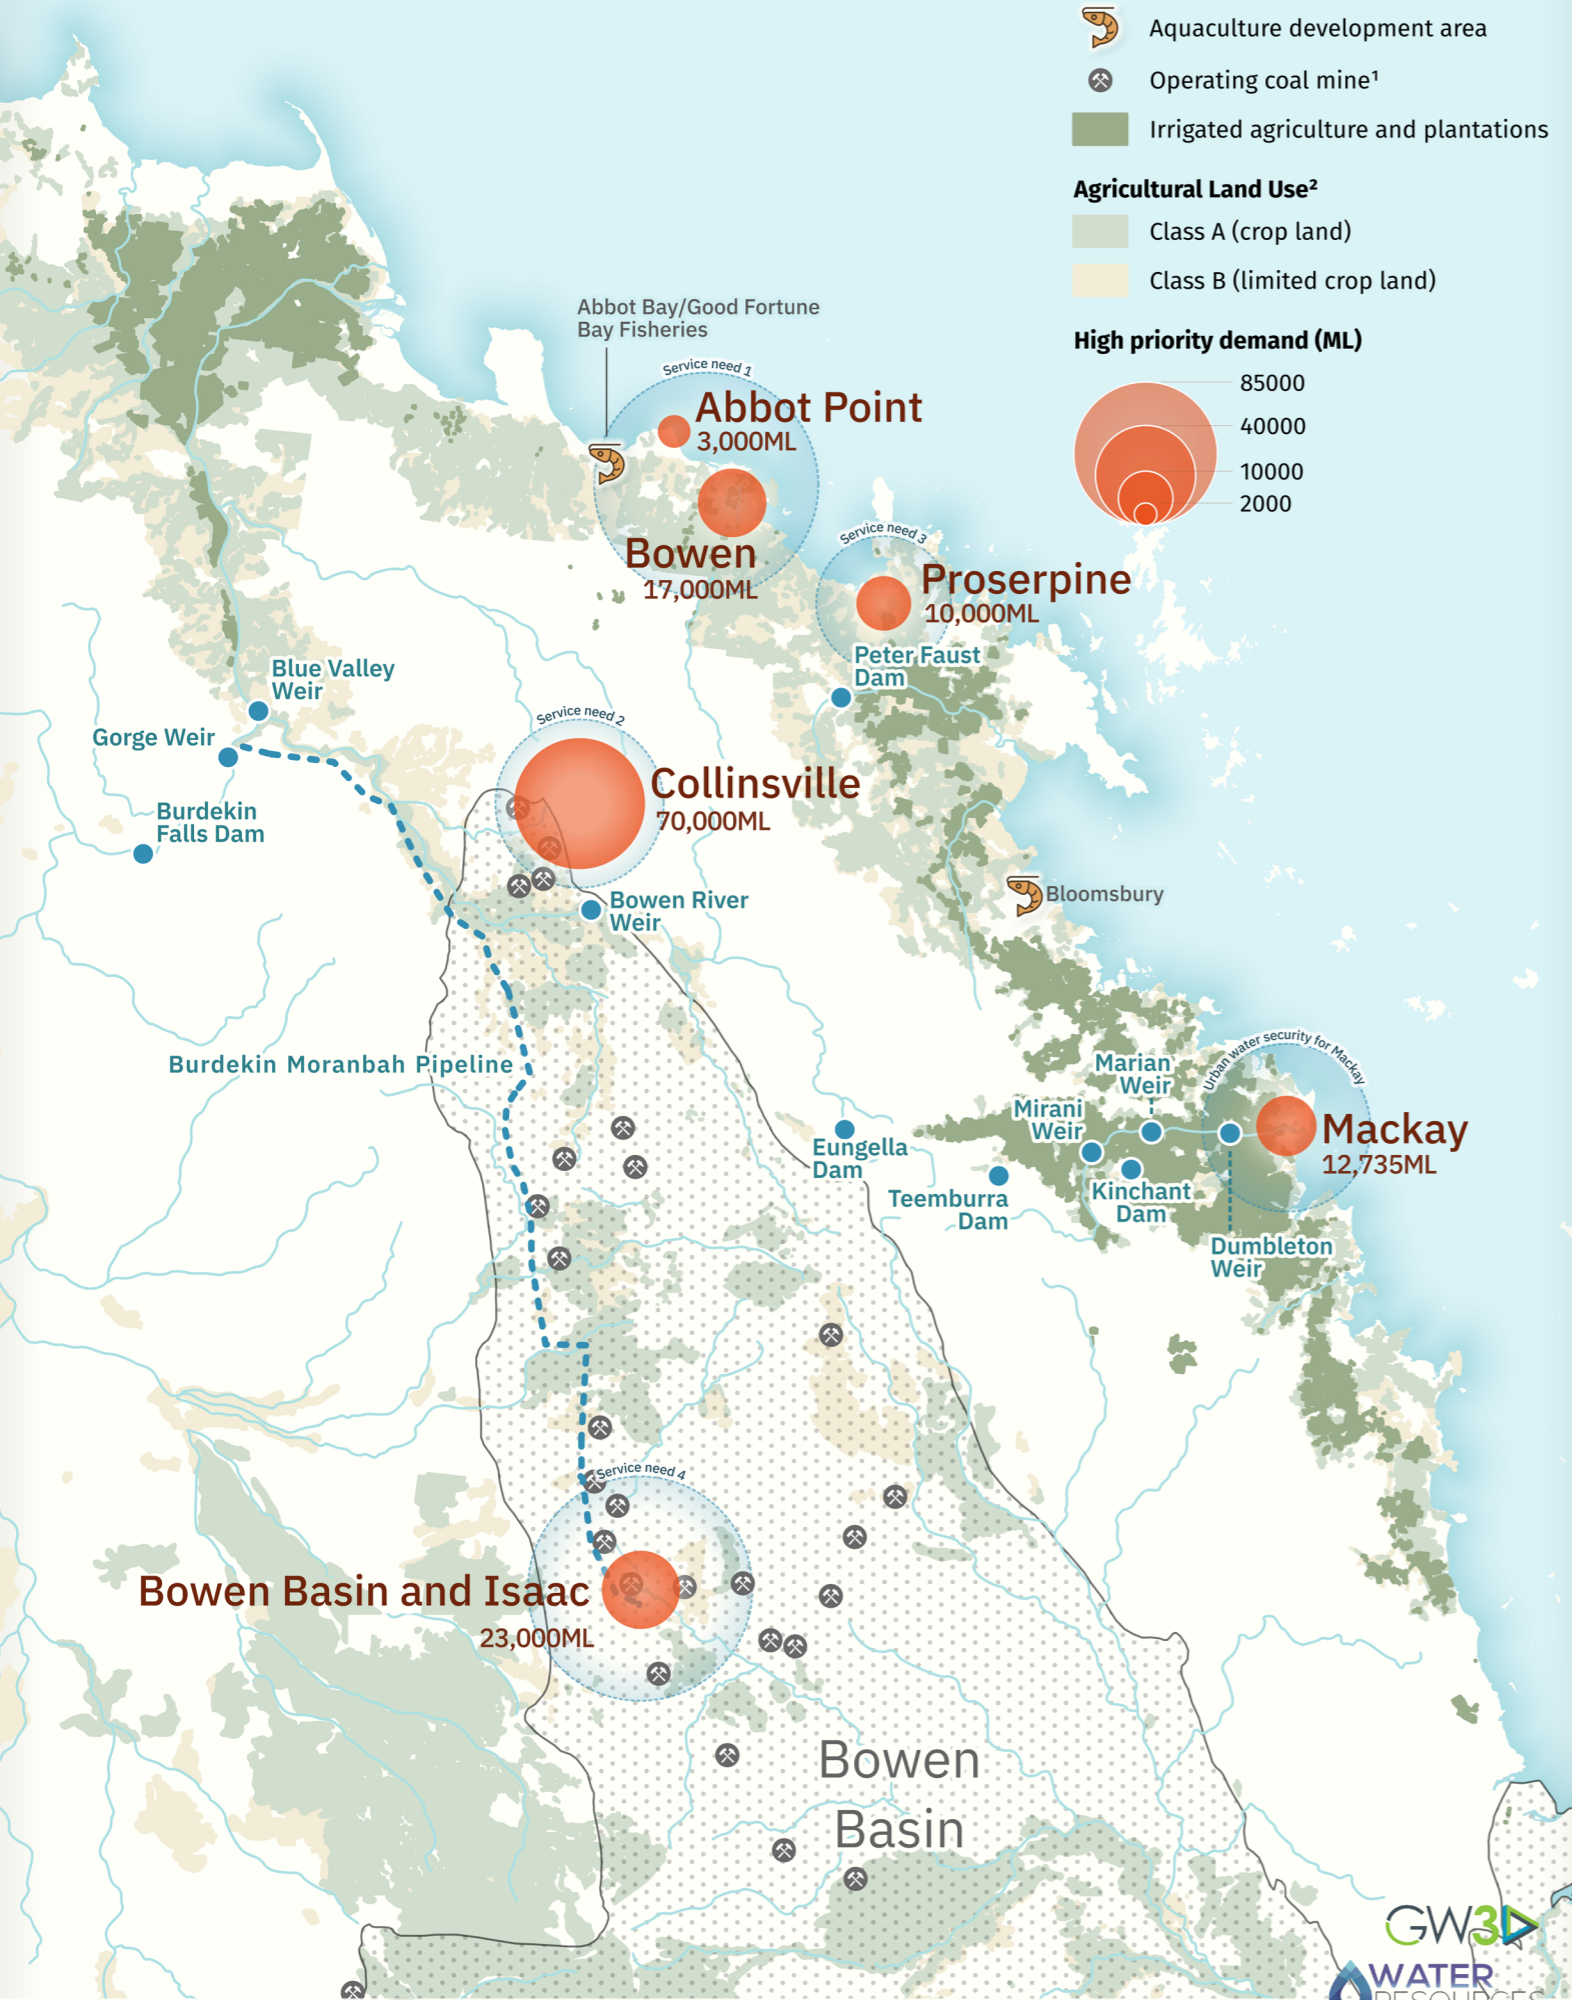 Aquaculture development area
Operating coal mine¹
Irrigated agriculture and plantations
Agricultural Land Use²
Class A (crop land)
Class B (limited crop land)
High priority demand (ML)
85000
40000
10000
2000
Abbot Bay/Good Fortune
Bay Fisheries
Service need 1
Abbot Point
3,000ML
Bowen
17,000ML
Service need 3
Proserpine
10,000ML
Peter Faust
Dam
Blue Valley
Weir
Gorge Weir
Service need 2
Collinsville
70,000ML
Burdekin
Falls Dam
Bowen River
Weir
Bloomsbury
Burdekin Moranbah Pipeline
Urban water security for Mackay
Marian
Weir
Mirani
Weir
Mackay
12,735ML
Eungella
Dam
Teemburra
Dam
Kinchant
Dam
Dumbleton
Weir
Service need 4
Bowen Basin and Isaac
23,000ML
Bowen
Basin
GW3
WATER
RESOURCES